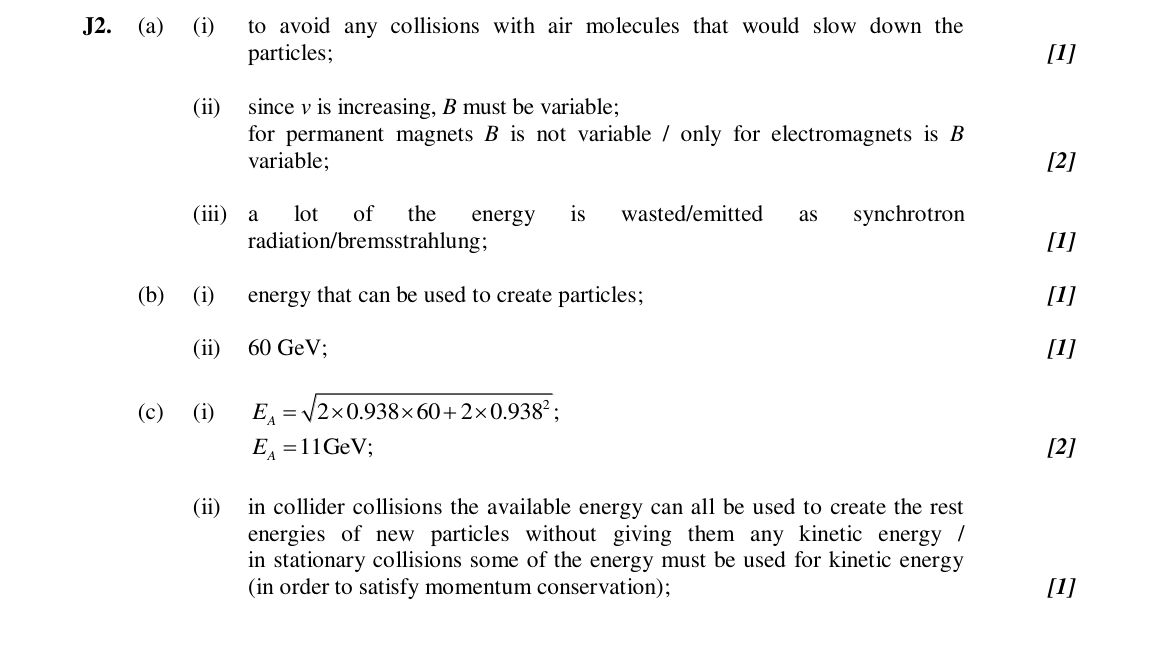 J2. (a) (i) to avoid any collisions with air molecules that would slow down the
particles; [1]
(ii) since v is increasing, B must be variable;
for permanent magnets B is not variable / only for electromagnets is B
variable; [2]
(iii) a lot of the energy is wasted/emitted as synchrotron
radiation/bremsstrahlung; [1]
(b) (i) energy that can be used to create particles; [1]
(ii) 60 GeV; [1]
(c) (i) E_A = √(2×0.938×60+2×0.938²);
E_A =11GeV; [2]
(ii) in collider collisions the available energy can all be used to create the rest
energies of new particles without giving them any kinetic energy /
in stationary collisions some of the energy must be used for kinetic energy
(in order to satisfy momentum conservation); [1]